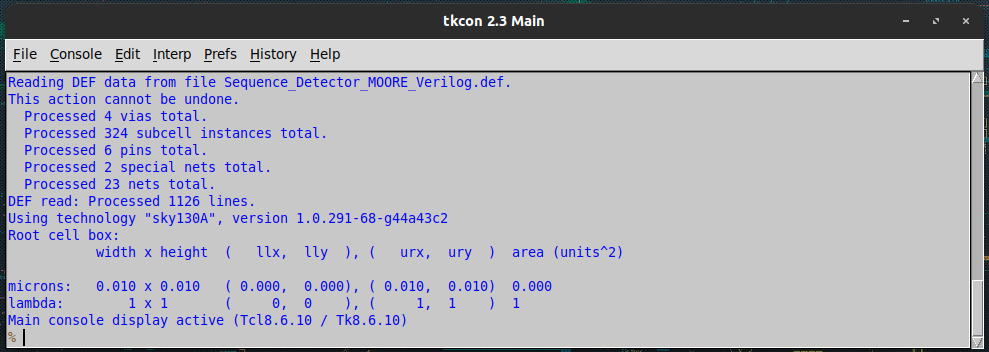 tkcon 2.3 Main
File Console Edit Interp Prefs History Help
Reading DEF data from file Sequence_Detector_MOORE_Verilog.def.
This action cannot be undone.
  Processed 4 vias total.
  Processed 324 subcell instances total.
  Processed 6 pins total.
  Processed 2 special nets total.
  Processed 23 nets total.
DEF read: Processed 1126 lines.
Using technology "sky130A", version 1.0.291-68-g44a43c2
Root cell box:
           width x height  (   llx,  lly  ), (   urx,  ury  )  area (units^2)

microns:   0.010 x 0.010   ( 0.000,  0.000), ( 0.010,  0.010)  0.000
lambda:        1 x 1       (     0,  0    ), (     1,  1    )  1
Main console display active (Tcl8.6.10 / Tk8.6.10)
%